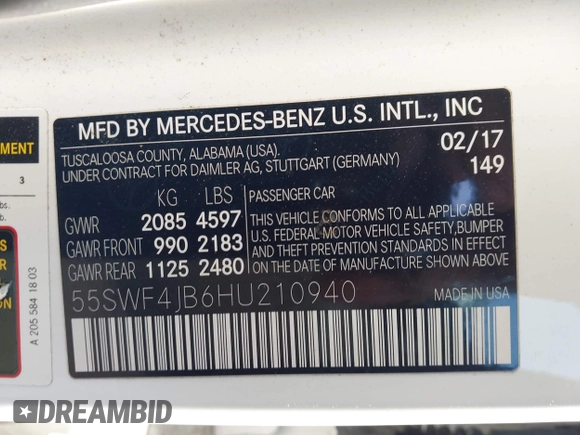 MFD BY MERCEDES-BENZ U.S. INTL., INC
TUSCALOOSA COUNTY, ALABAMA (USA).
UNDER CONTRACT FOR DAIMLER AG, STUTTGART (GERMANY)
02/17
149
KG LBS
GVWR 2085 4597
GAWR FRONT 990 2183
GAWR REAR 1125 2480
PASSENGER CAR
THIS VEHICLE CONFORMS TO ALL APPLICABLE
U.S. FEDERAL MOTOR VEHICLE SAFETY,BUMPER
AND THEFT PREVENTION STANDARDS IN EFFECT
ON THE DATE OF MANUFACTURE SHOWN ABOVE.
55SWF4JB6HU210940
MADE IN USA
MENT
3
lbs.
b.
A 205 584 18 03
DREAMBID